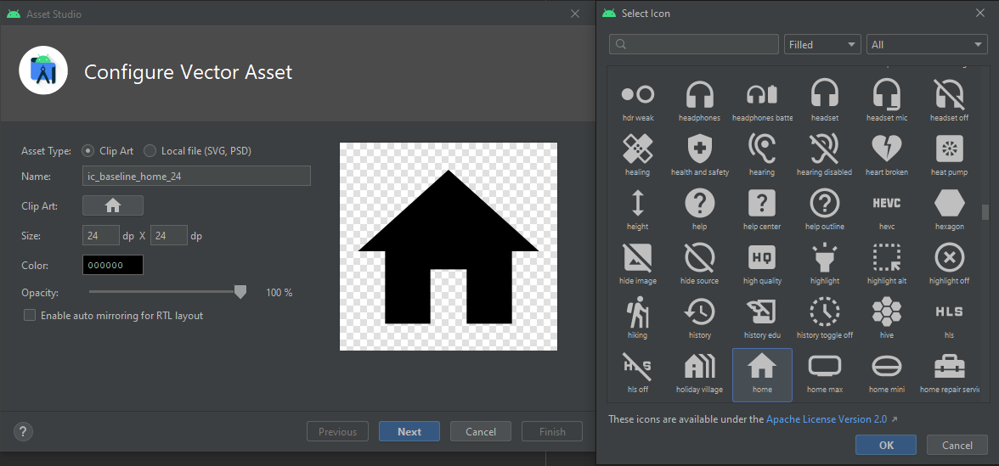 Asset Studio
Configure Vector Asset
Asset Type: Clip Art Local file (SVG, PSD)
Name: ic_baseline_home_24
Clip Art:
Size: 24 dp X 24 dp
Color: 000000
Opacity: 100 %
Enable auto mirroring for RTL layout
? Previous Next Cancel Finish
Select Icon
Filled All
hdr weak headphones headphones batte headset headset mic headset off
healing health and safety hearing hearing disabled heart broken heat pump
HEVC
height help help center help outline hevc hexagon
HQ
hide image hide source high quality highlight highlight alt highlight off
HLS
hiking history history edu history toggle off hive hls
HLS
hls off holiday village home home max home mini home repair servic
These icons are available under the Apache License Version 2.0
OK Cancel